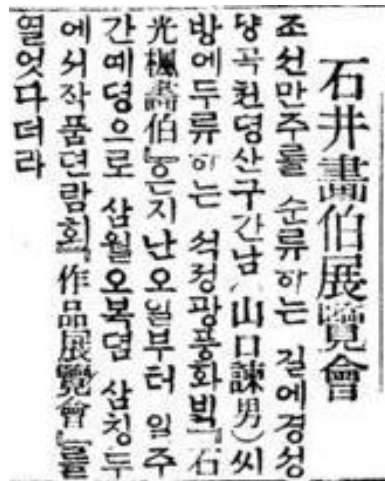 石井畵伯展覽會
조선만주를 순류하는 길에경성
냥곡천뎡산구간남(山口諫男)씨
방에두류하는 석정광풍화빅『石
光楓畵伯』은지난오일부터 일주
간예뎡으로 삼월오복뎜 삼칭두
에서작품뎐람회『作品展覽會』를
열엇다더라